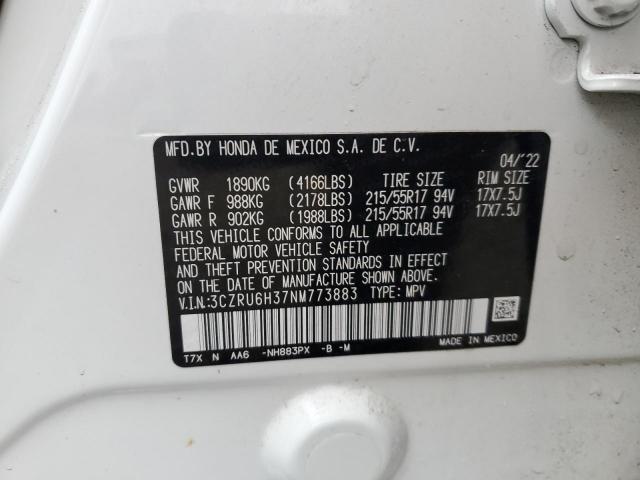 MFD.BY HONDA DE MEXICO S.A. DE C.V.
04/'22
GVWR 1890KG (4166LBS) TIRE SIZE RIM SIZE
GAWR F 988KG (2178LBS) 215/55R17 94V 17X7.5J
GAWR R 902KG (1988LBS) 215/55R17 94V 17X7.5J
THIS VEHICLE CONFORMS TO ALL APPLICABLE
FEDERAL MOTOR VEHICLE SAFETY
AND THEFT PREVENTION STANDARDS IN EFFECT
ON THE DATE OF MANUFACTURE SHOWN ABOVE.
V.I.N:3CZRU6H37NM773883 TYPE: MPV
T7X N AA6 -NH883PX -B -M MADE IN MEXICO